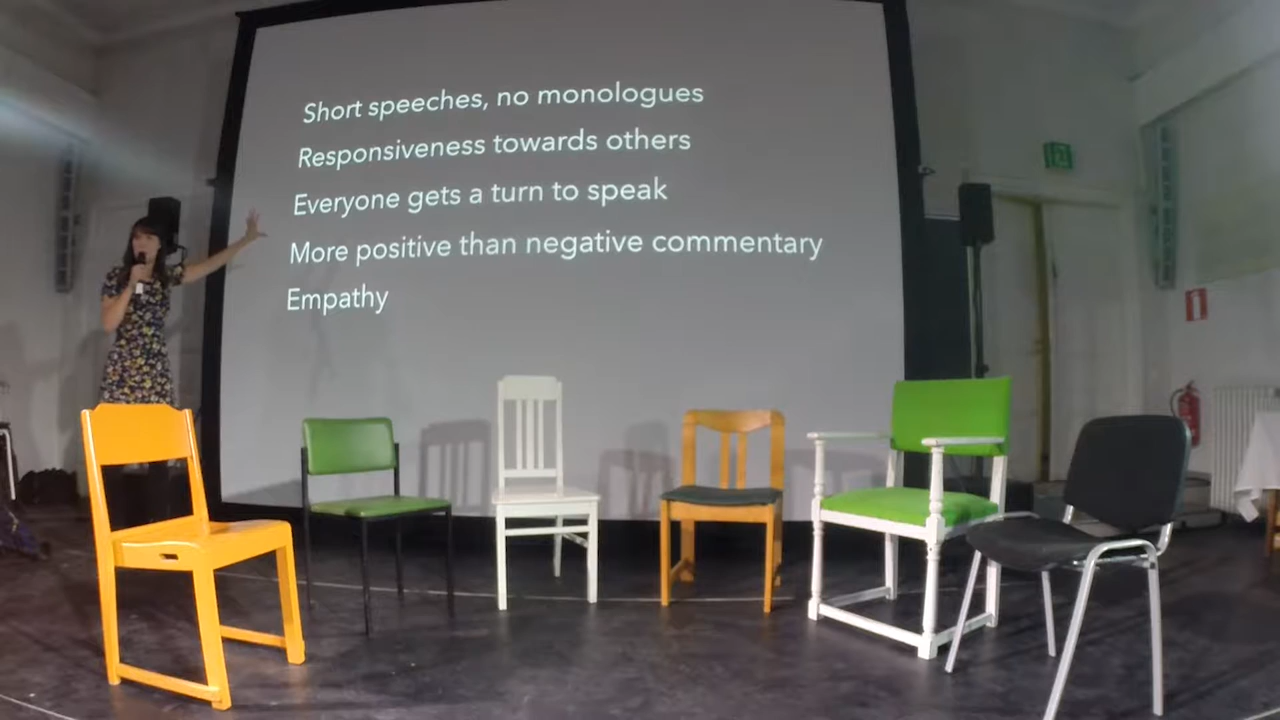 Short speeches, no monologues
Responsiveness towards others
Everyone gets a turn to speak
More positive than negative commentary
Empathy